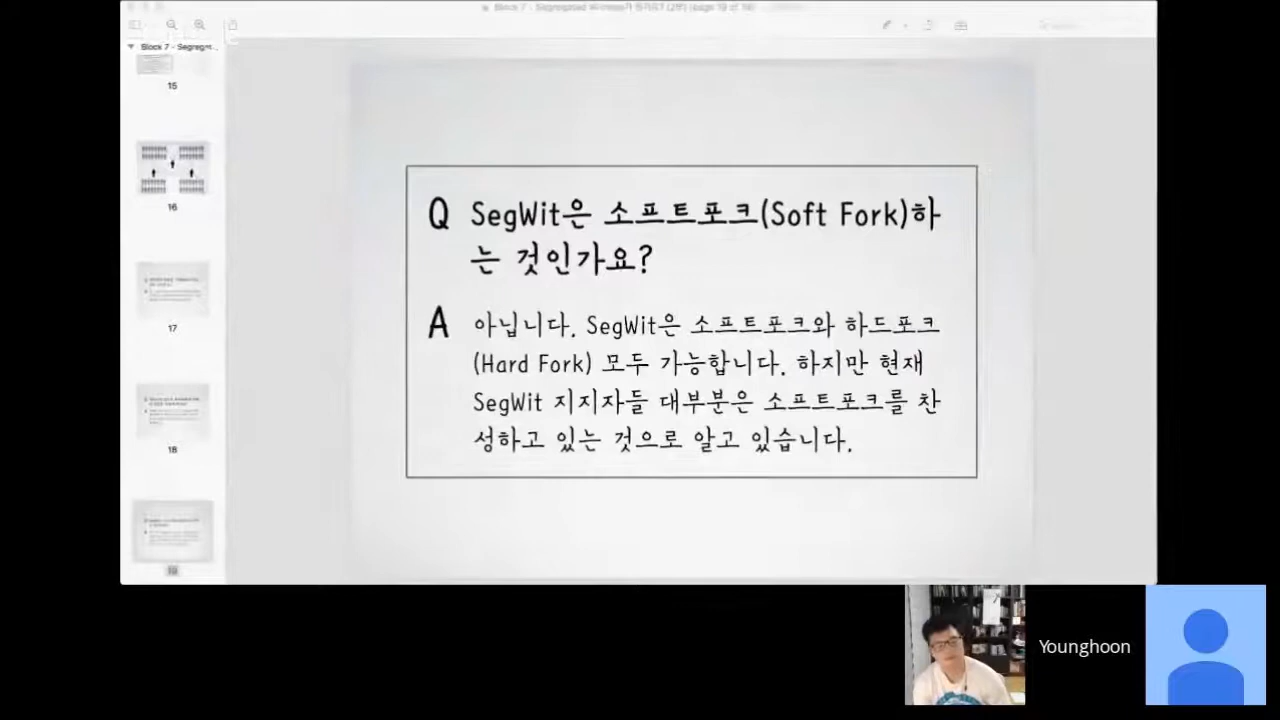 Block 7 - Segregat...
15
16
17
18
19
Q SegWit은 소프트포크(Soft Fork)하
는 것인가요?
A 아닙니다. SegWit은 소프트포크와 하드포크
(Hard Fork) 모두 가능합니다. 하지만 현재
SegWit 지지자들 대부분은 소프트포크를 찬
성하고 있는 것으로 알고 있습니다.
Younghoon